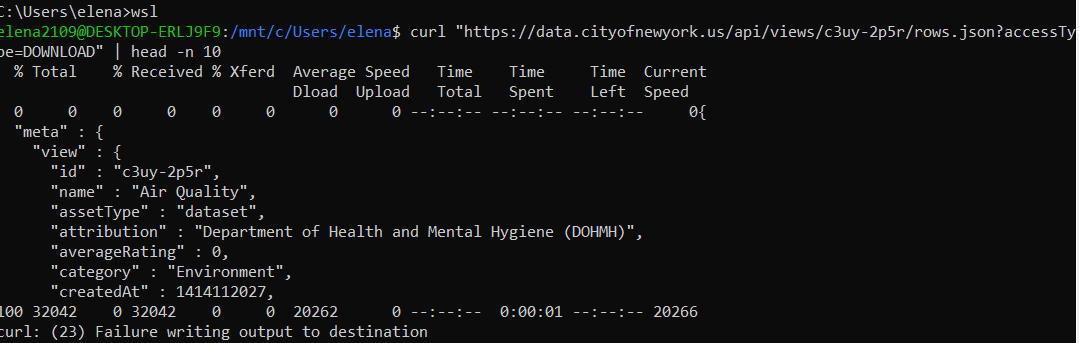 C:\Users\elena>wsl
elena2109@DESKTOP-ERLJ9F9:/mnt/c/Users/elena$ curl "https://data.cityofnewyork.us/api/views/c3uy-2p5r/rows.json?accessTy
pe=DOWNLOAD" | head -n 10
  % Total    % Received % Xferd  Average Speed   Time    Time     Time  Current
                                 Dload  Upload   Total   Spent    Left  Speed
  0     0    0     0    0     0      0      0 --:--:-- --:--:-- --:--:--     0{
  "meta" : {
    "view" : {
      "id" : "c3uy-2p5r",
      "name" : "Air Quality",
      "assetType" : "dataset",
      "attribution" : "Department of Health and Mental Hygiene (DOHMH)",
      "averageRating" : 0,
      "category" : "Environment",
      "createdAt" : 1414112027,
100 32042    0 32042    0     0  20262      0 --:--:--  0:00:01 --:--:-- 20266
curl: (23) Failure writing output to destination